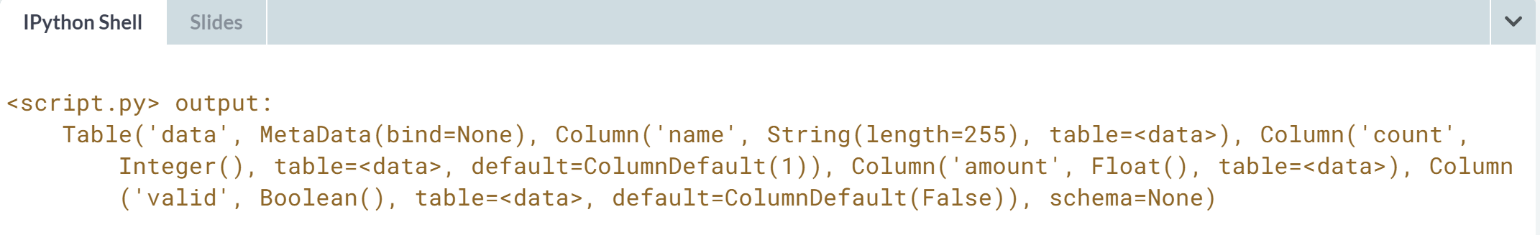 IPython Shell Slides
<script.py> output:
Table('data', MetaData(bind=None), Column('name', String(length=255), table=<data>), Column('count',
Integer(), table=<data>, default=ColumnDefault(1)), Column('amount', Float(), table=<data>), Column
('valid', Boolean(), table=<data>, default=ColumnDefault(False)), schema=None)